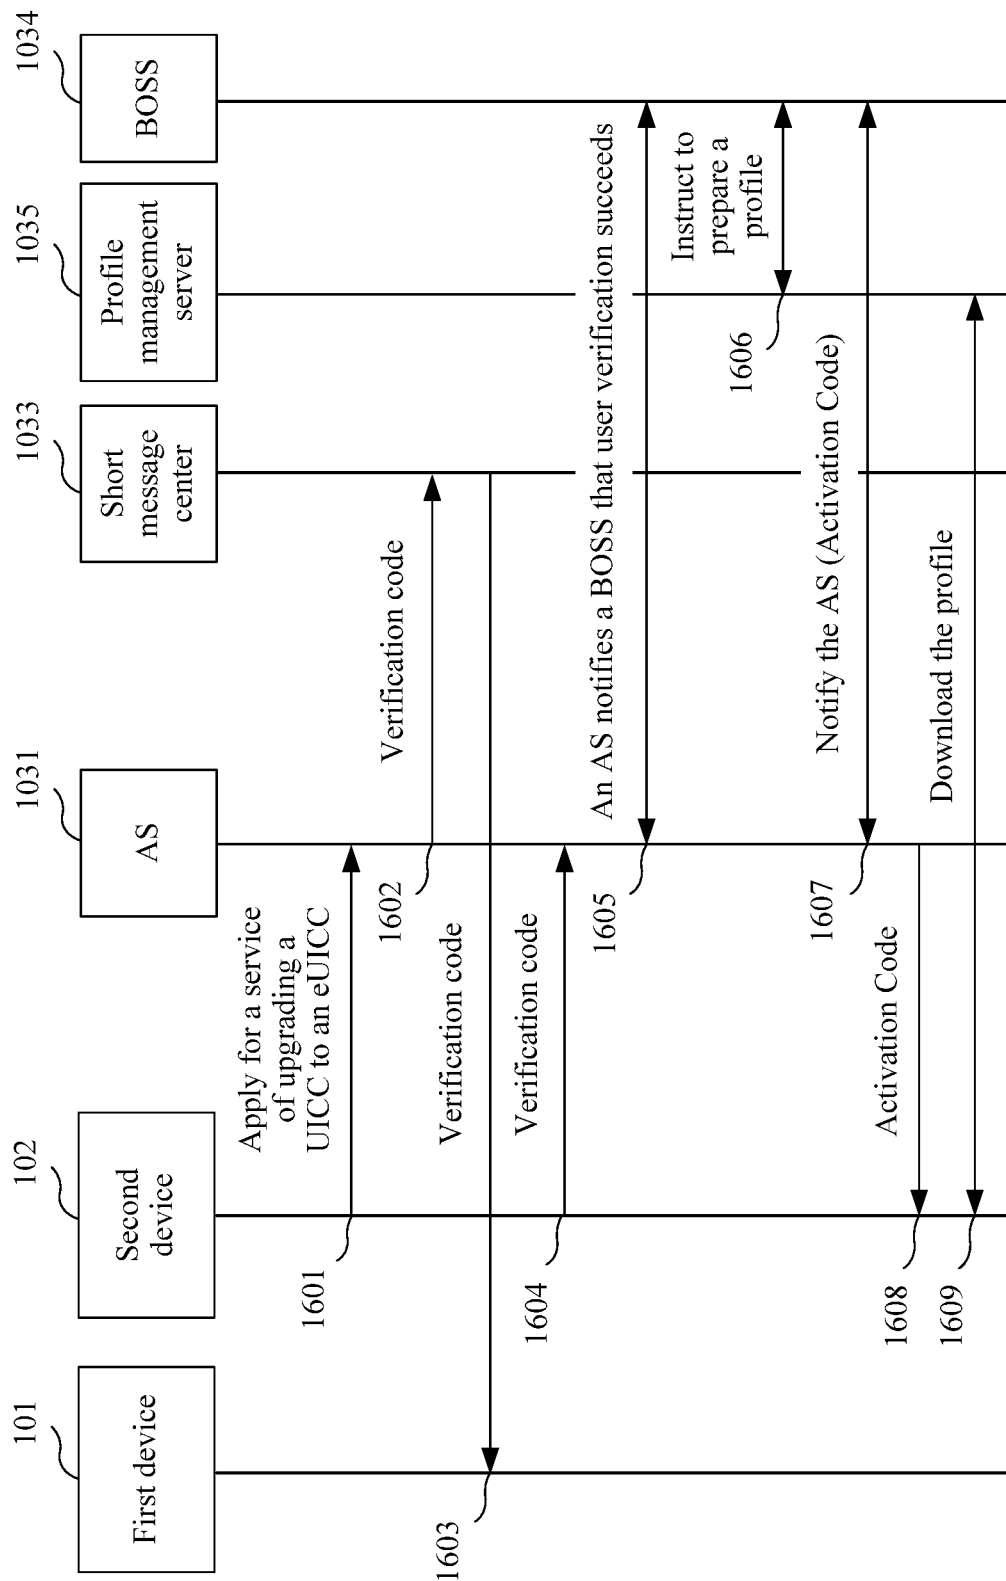 101
102
1031
1033
1035
1034
First device
Second
device
AS
Short
message
center
Profile
management
server
BOSS
Apply for a service
of upgrading a
UICC to an eUICC
1601
Verification code
1602
Verification code
1603
Verification code
1604
An AS notifies a BOSS that user verification succeeds
1605
Instruct to
prepare a
profile
1606
Notify the AS (Activation Code)
1607
Activation Code
1608
Download the profile
1609